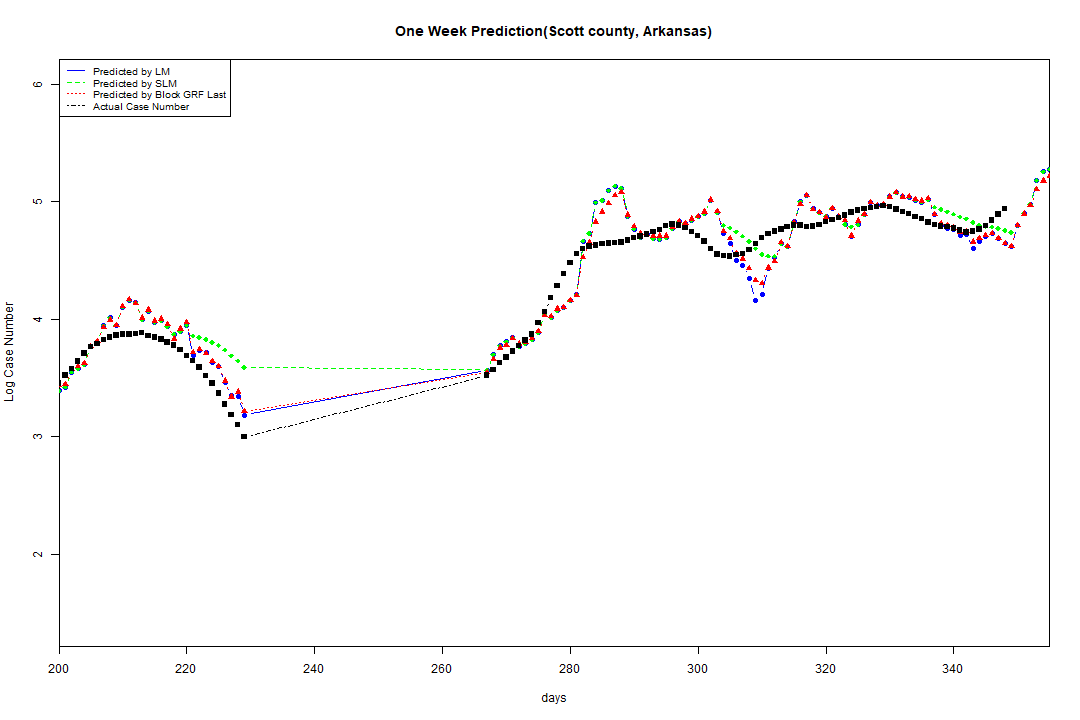 One Week Prediction(Scott county, Arkansas)
Predicted by LM
Predicted by SLM
Predicted by Block GRF Last
Actual Case Number
6
5
4
3
2
Log Case Number
200 220 240 260 280 300 320 340
days